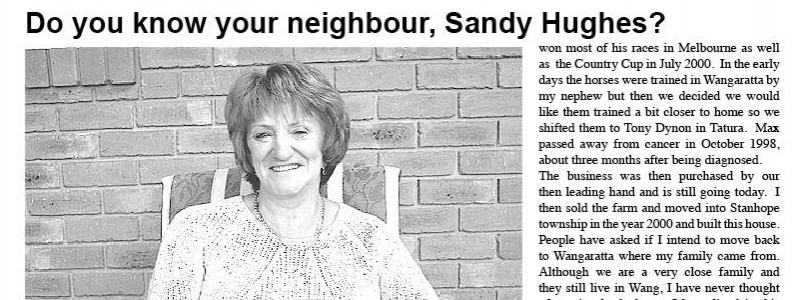 Do you know your neighbour, Sandy Hughes?
won most of his races in Melbourne as well
as the Country Cup in July 2000. In the early
days the horses were trained in Wangaratta by
my nephew but then we decided we would
like them trained a bit closer to home so we
shifted them to Tony Dynon in Tatura. Max
passed away from cancer in October 1998,
about three months after being diagnosed.
The business was then purchased by our
then leading hand and is still going today. I
then sold the farm and moved into Stanhope
township in the year 2000 and built this house.
People have asked if I intend to move back
to Wangaratta where my family came from.
Although we are a very close family and
they still live in Wang, I have never thought